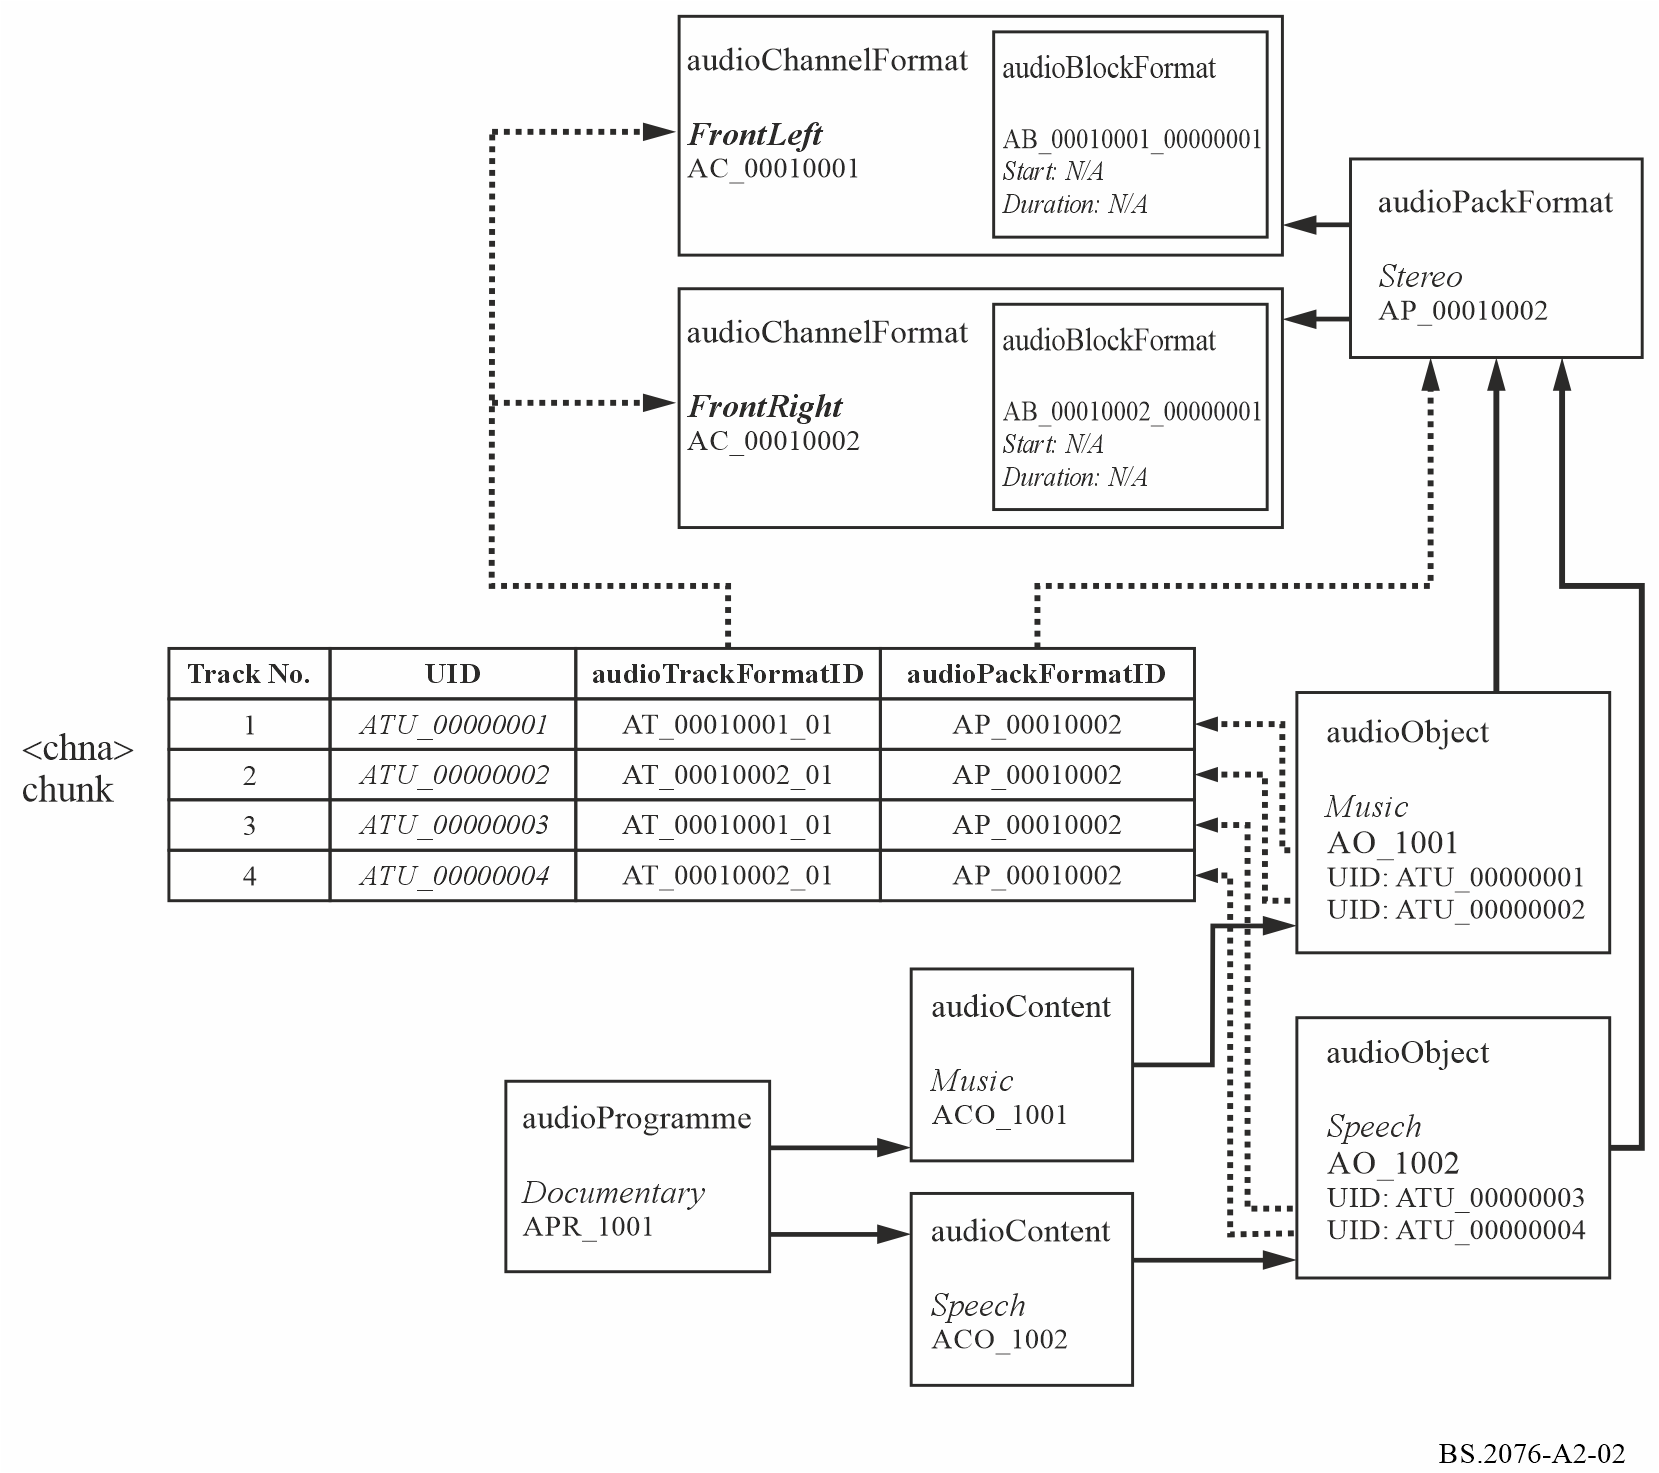 audioChannelFormat
FrontLeft
AC_00010001
audioBlockFormat
AB_00010001_00000001
Start: N/A
Duration: N/A
audioPackFormat
Stereo
AP_00010002
audioChannelFormat
FrontRight
AC_00010002
audioBlockFormat
AB_00010002_00000001
Start: N/A
Duration: N/A
<chna>
chunk
Track No. UID audioTrackFormatID audioPackFormatID
1 ATU_00000001 AT_00010001_01 AP_00010002
2 ATU_00000002 AT_00010002_01 AP_00010002
3 ATU_00000003 AT_00010001_01 AP_00010002
4 ATU_00000004 AT_00010002_01 AP_00010002
audioObject
Music
AO_1001
UID: ATU_00000001
UID: ATU_00000002
audioContent
Music
ACO_1001
audioObject
Speech
AO_1002
UID: ATU_00000003
UID: ATU_00000004
audioProgramme
Documentary
APR_1001
audioContent
Speech
ACO_1002
BS.2076-A2-02